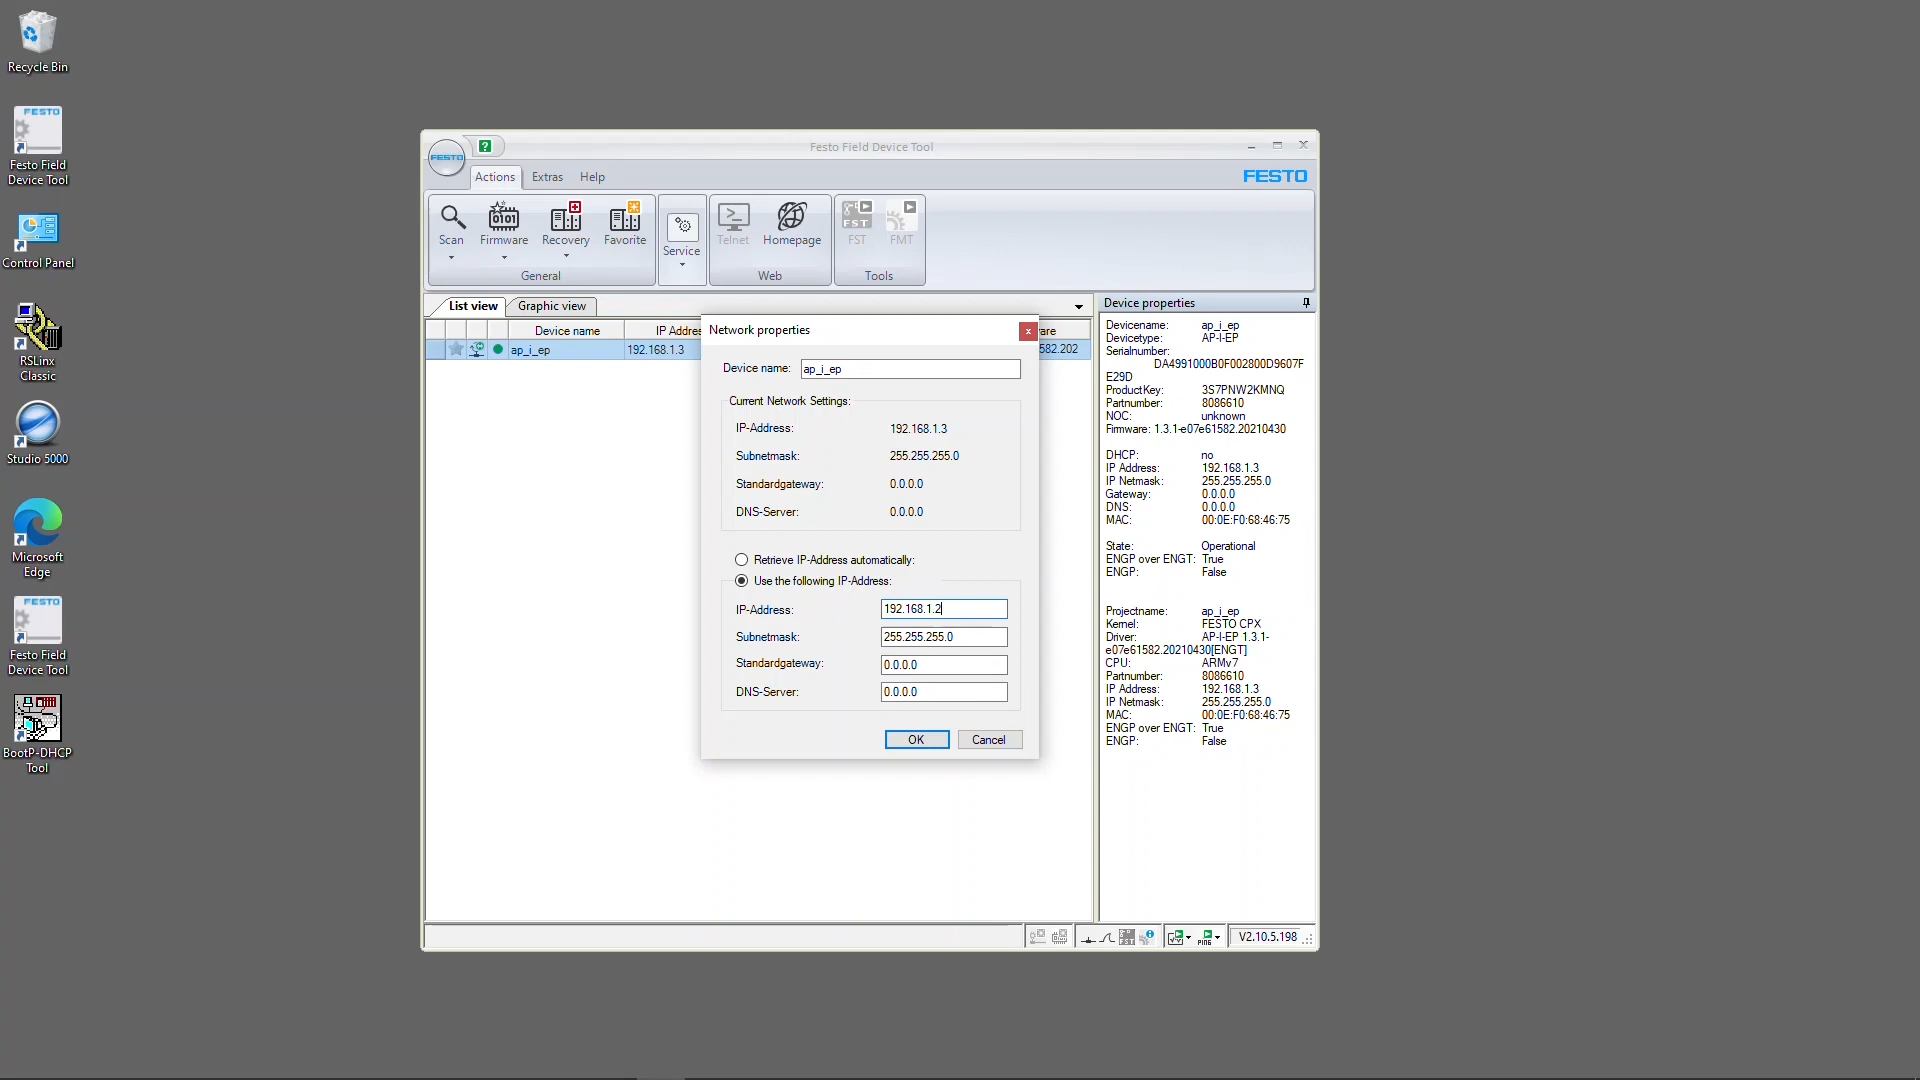 Recycle Bin
FESTO
Festo Field
Device Tool
Control Panel
RSLinx
Classic
Studio 5000
Microsoft
Edge
FESTO
Festo Field
Device Tool
BootP-DHCP
Tool
FESTO
?
Festo Field Device Tool
Actions
Extras
Help
FESTO
Scan
Firmware
Recovery
Favorite
General
Service
Telnet
Homepage
Web
FST
FMT
Tools
List view
Graphic view
Device name
IP Addre
are
ap_i_ep
192.168.1.3
582.202
Network properties
Device name:
ap_i_ep
Current Network Settings:
IP-Address:
192.168.1.3
Subnetmask:
255.255.255.0
Standardgateway:
0.0.0.0
DNS-Server:
0.0.0.0
Retrieve IP-Address automatically:
Use the following IP-Address:
IP-Address:
192.168.1.2
Subnetmask:
255.255.255.0
Standardgateway:
0.0.0.0
DNS-Server:
0.0.0.0
OK
Cancel
Device properties
Devicename: ap_i_ep
Devicetype: AP-I-EP
Serialnumber:
DA4991000B0F002800D9607F
E29D
ProductKey: 3S7PNW2KMNQ
Partnumber: 8086610
NOC: unknown
Firmware: 1.3.1-e07e61582.20210430
DHCP: no
IP Address: 192.168.1.3
IP Netmask: 255.255.255.0
Gateway: 0.0.0.0
DNS: 0.0.0.0
MAC: 00:0E:F0:68:46:75
State: Operational
ENGP over ENGT: True
ENGP: False
Projectname: ap_i_ep
Kernel: FESTO CPX
Driver: AP-I-EP 1.3.1-
e07e61582.20210430[ENGT]
CPU: ARMv7
Partnumber: 8086610
IP Address: 192.168.1.3
IP Netmask: 255.255.255.0
MAC: 00:0E:F0:68:46:75
ENGP over ENGT: True
ENGP: False
PING
V2.10.5.198